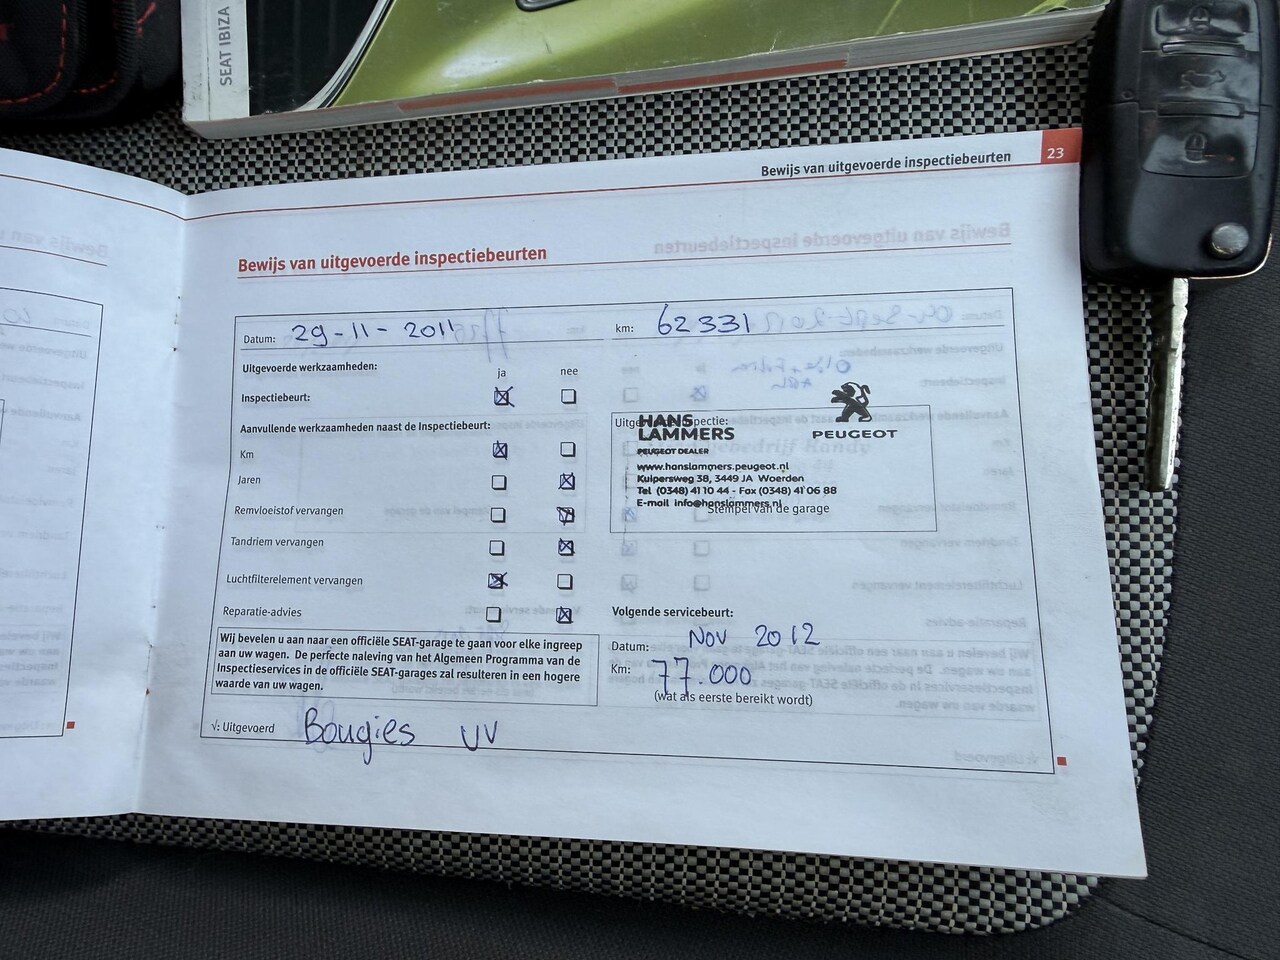 SEAT IBIZA
Bewijs van uitgevoerde inspectiebeurten 23
Bewijs van uitgevoerde inspectiebeurten
Datum: 29-11-2011 km: 62331
Uitgevoerde werkzaamheden:
ja nee
Inspectiebeurt:
Aanvullende werkzaamheden naast de Inspectiebeurt:
Km
Jaren
Remvloeistof vervangen
Tandriem vervangen
Luchtfilterelement vervangen
Reparatie-advies
HANS
LAMMERS
PEUGEOT DEALER
PEUGEOT
www.hanslammers.peugeot.nl
Kuipersweg 38, 3449 JA Woerden
Tel (0348) 41 10 44 - Fax (0348) 41 06 88
E-mail info@hanslammers.nl
Stempel van de garage
Volgende servicebeurt:
Datum: Nov 2012
Km: 77.000
(wat als eerste bereikt wordt)
Wij bevelen u aan naar een officiële SEAT-garage te gaan voor elke ingreep
aan uw wagen. De perfecte naleving van het Algemeen Programma van de
Inspectieservices in de officiële SEAT-garages zal resulteren in een hogere
waarde van uw wagen.
√: Uitgevoerd Bougies VV